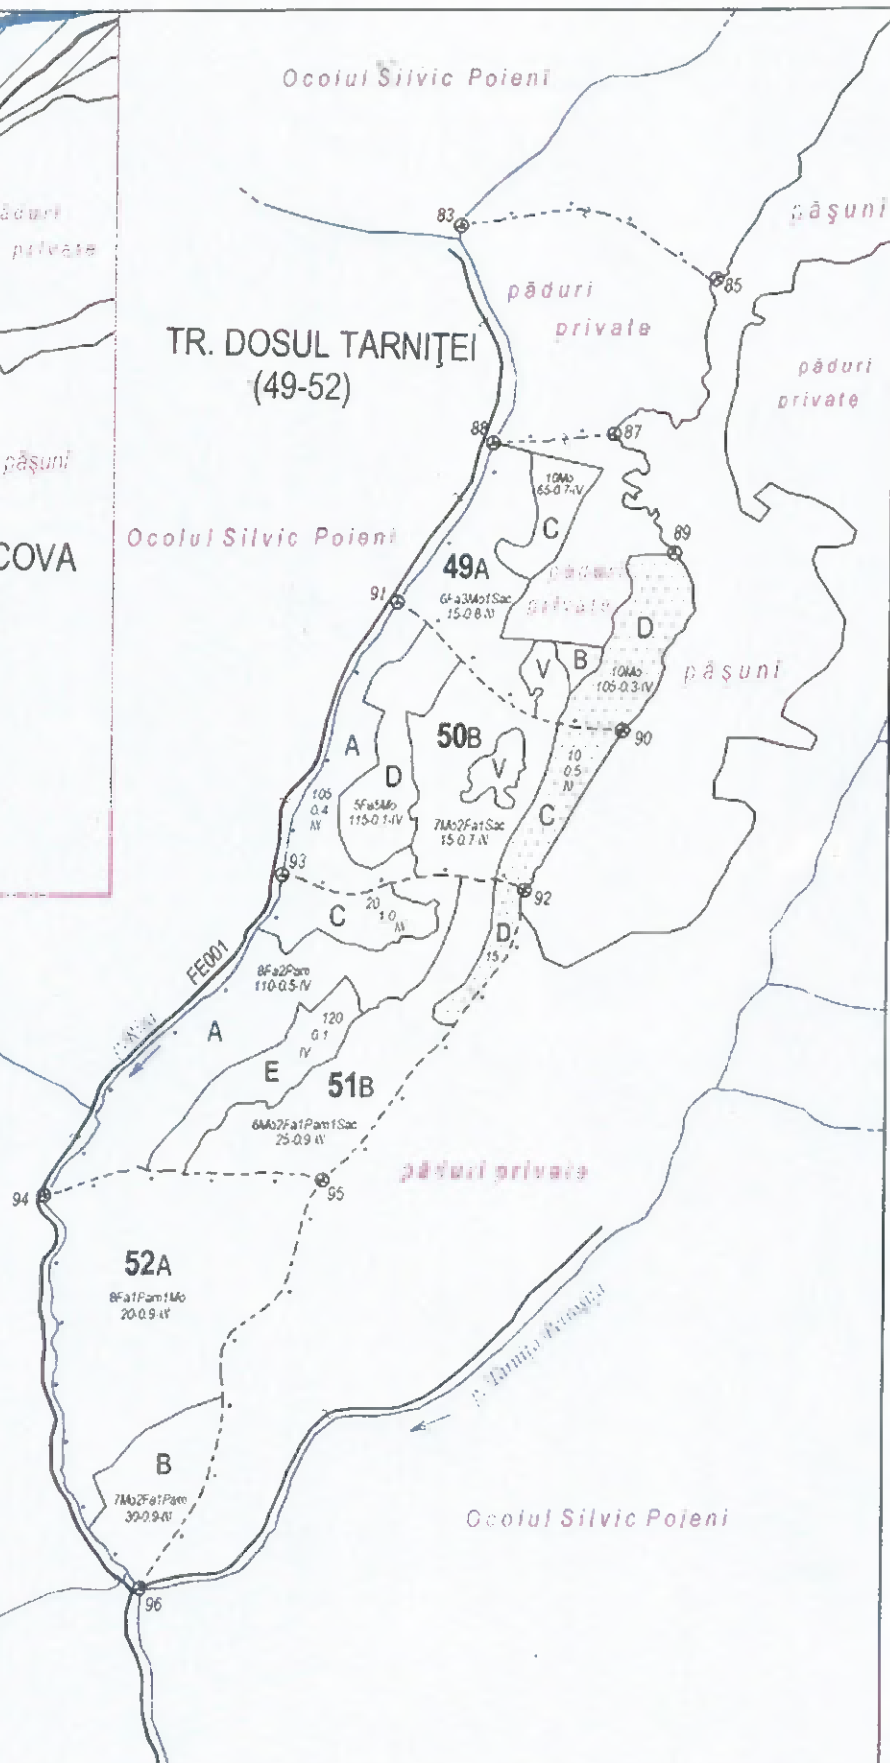 Ocolul Silvic Poieni
83
păşuni
private
85
păduri
private
TR. DOSUL TARNIŢEI
(49-52)
păduri
private
88
87
păşuni
10Mo
65-0.7-IV
C
89
COVA
Ocolul Silvic Poieni
49A
păduri
private
91
6Fa3Mo1Sac
15-0.8-IV
D
V
B
10Mo
105-0.3-IV
păşuni
A
50B
90
D
V
10
0.5
IV
105
0.4
IV
5Fa5Mo
115-0.1-IV
C
7Mo2Fa1Sac
15-0.7-IV
93
92
C
20
1.0
IV
D
15
FE001
8Fa2Pam
110-0.5-IV
A
120
0.1
IV
E
51B
6Mo2Fa1Pam1Sac
25-0.9-IV
păduri private
94
95
52A
8Fa1Pam1Mo
20-0.9-IV
B
7Mo2Fa1Pam
30-0.9-IV
Ocolul Silvic Poieni
96